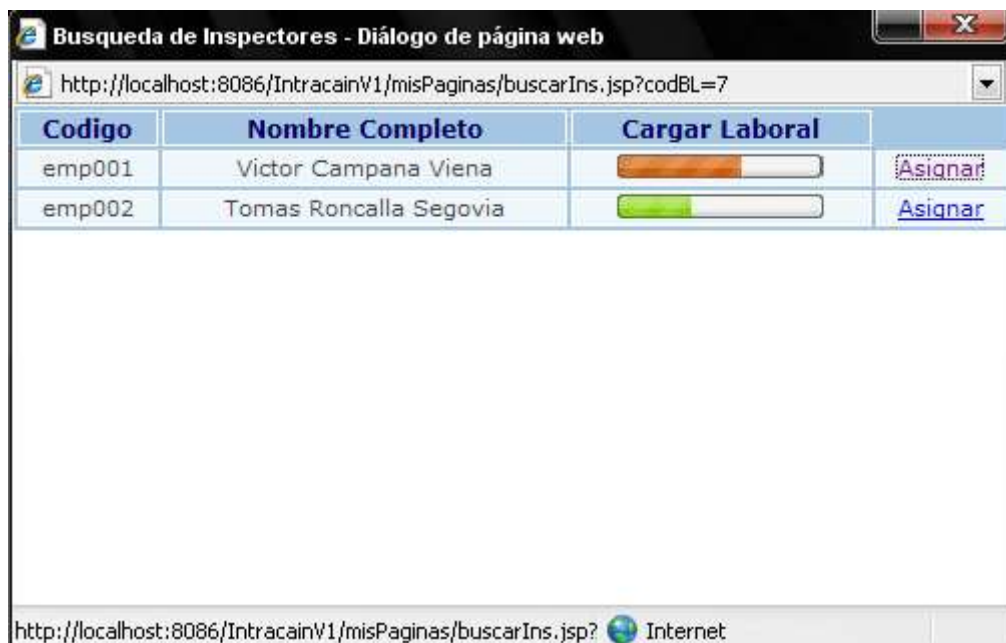 Busqueda de Inspectores - Diálogo de página web
http://localhost:8086/IntracainV1/misPaginas/buscarIns.jsp?codBL=7
Codigo Nombre Completo Cargar Laboral
emp001 Victor Campana Viena Asignar
emp002 Tomas Roncalla Segovia Asignar
http://localhost:8086/IntracainV1/misPaginas/buscarIns.jsp? Internet